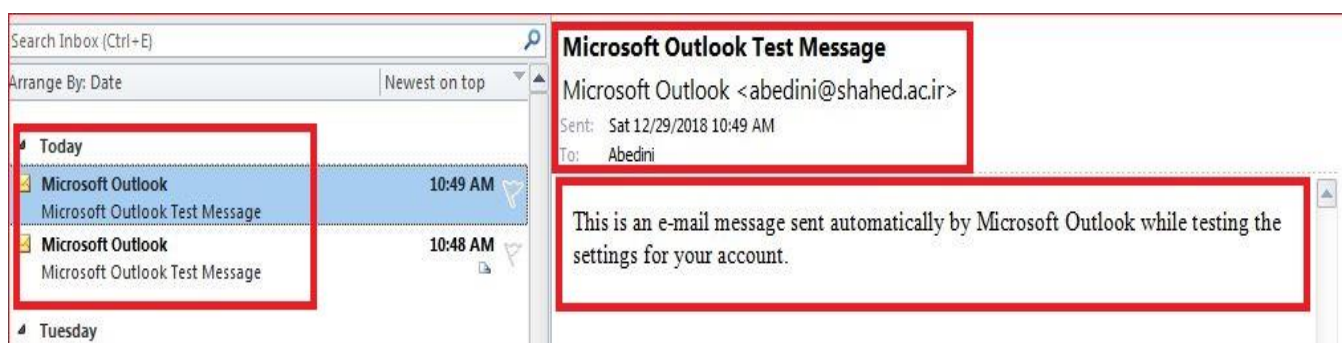 Search Inbox (Ctrl+E)
Arrange By: Date Newest on top
Today
Microsoft Outlook 10:49 AM
Microsoft Outlook Test Message
Microsoft Outlook 10:48 AM
Microsoft Outlook Test Message
Tuesday
Microsoft Outlook Test Message
Microsoft Outlook <abedini@shahed.ac.ir>
Sent: Sat 12/29/2018 10:49 AM
To: Abedini
This is an e-mail message sent automatically by Microsoft Outlook while testing the
settings for your account.